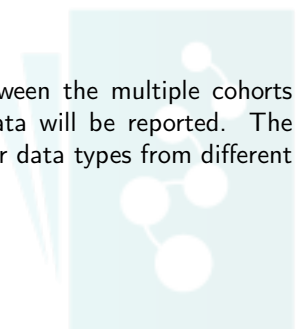 ween the multiple cohorts
ata will be reported. The
r data types from different